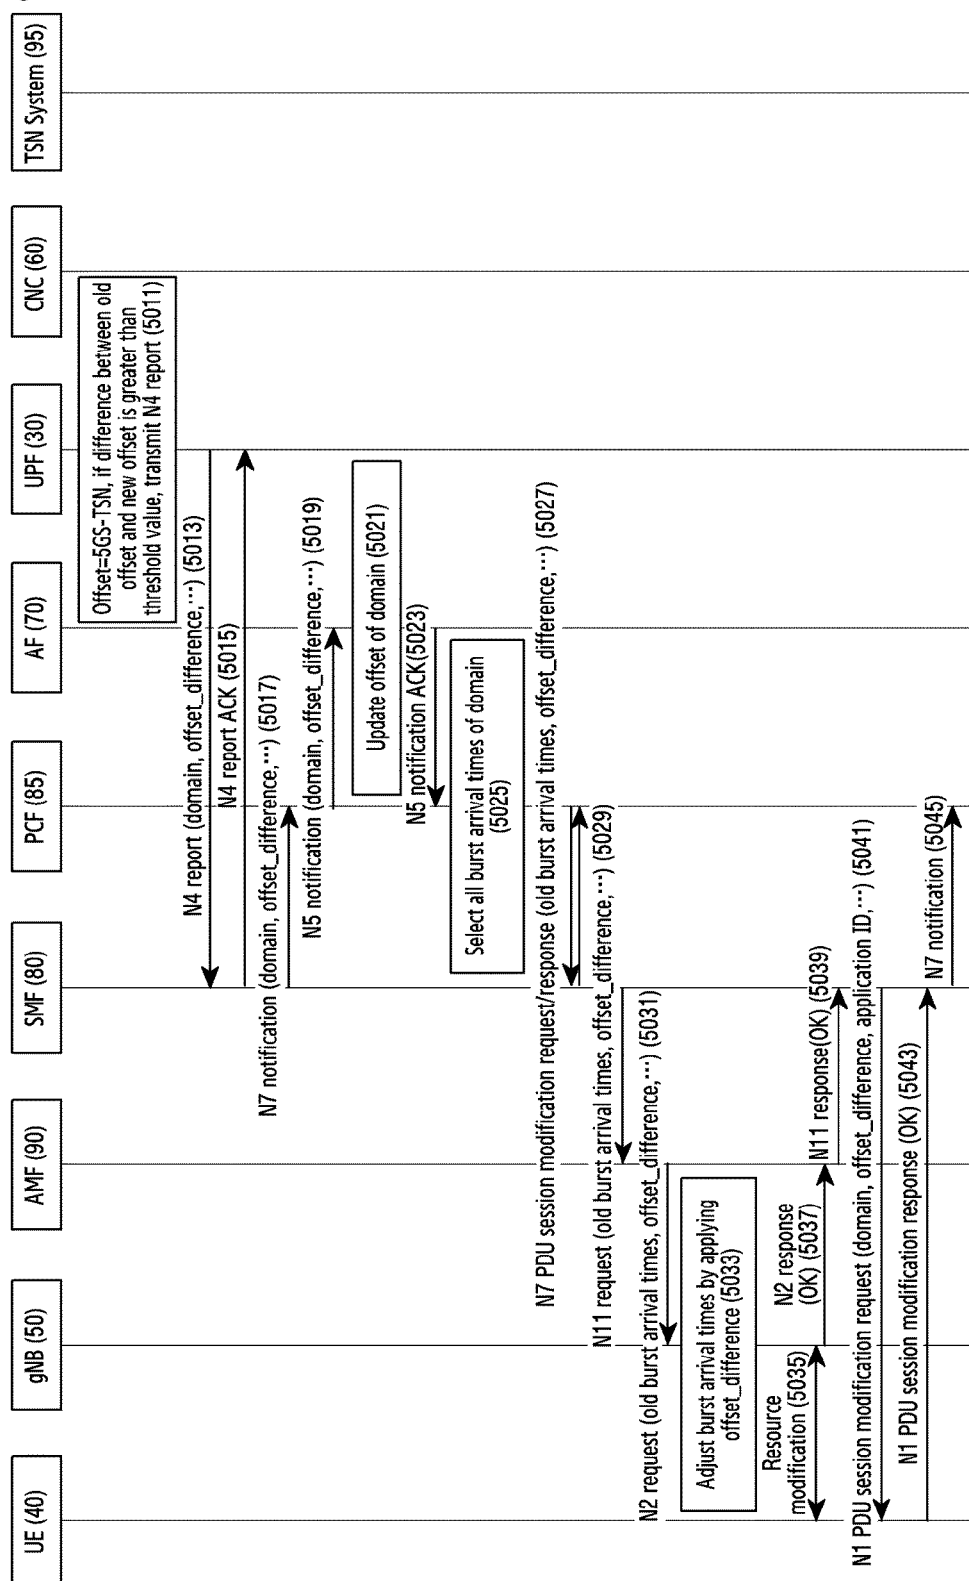 UE (40)
gNB (50)
AMF (90)
SMF (80)
PCF (85)
AF (70)
UPF (30)
CNC (60)
TSN System (95)
Offset=5GS-TSN, if difference between old
offset and new offset is greater than
threshold value, transmit N4 report (5011)
N4 report (domain, offset_difference,···) (5013)
N4 report ACK (5015)
N7 notification (domain, offset_difference,···) (5017)
N5 notification (domain, offset_difference,···) (5019)
Update offset of domain (5021)
N5 notification ACK(5023)
Select all burst arrival times of domain
(5025)
N7 PDU session modification request/response (old burst arrival times, offset_difference,···) (5027)
N11 request (old burst arrival times, offset_difference,···) (5029)
N2 request (old burst arrival times, offset_difference,···) (5031)
Adjust burst arrival times by applying
offset_difference (5033)
Resource
modification (5035)
N2 response
(OK) (5037)
N11 response(OK) (5039)
N1 PDU session modification request (domain, offset_difference, application ID,···) (5041)
N1 PDU session modification response (OK) (5043)
N7 notification (5045)